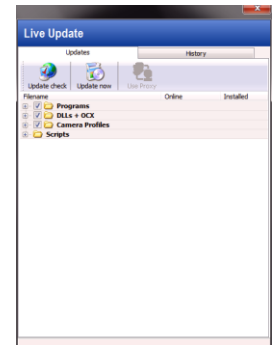 Live Update
Updates History
Update check Update now Use Proxy
Filename Online Installed
Programs
DLLs + OCX
Camera Profiles
Scripts